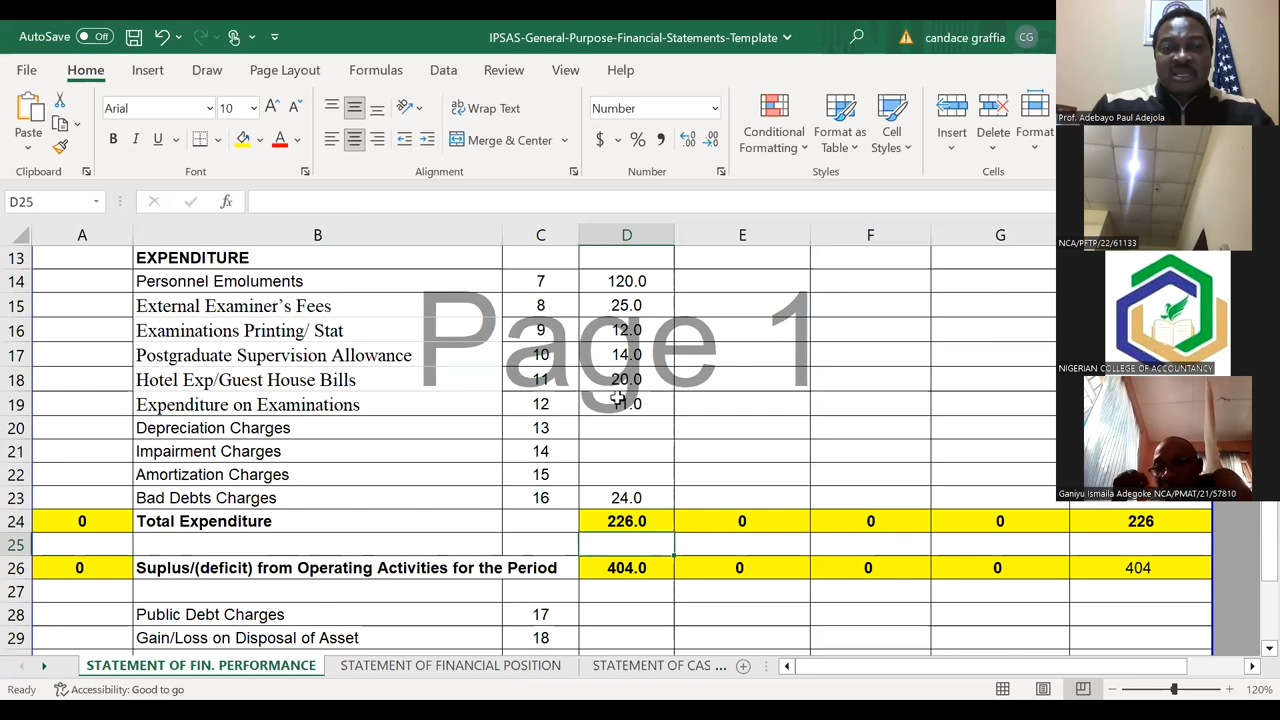 AutoSave Off IPSAS-General-Purpose-Financial-Statements-Template candace graffia CG
File Home Insert Draw Page Layout Formulas Data Review View Help
Paste Arial 10 Wrap Text Number Conditional Formatting Format as Table Cell Styles Insert Delete Format
B I U A Merge & Center $ % ,
Clipboard Font Alignment Number Styles Cells
D25 fx
A B C D E F G
13 EXPENDITURE
14 Personnel Emoluments 7 120.0
15 External Examiner's Fees 8 25.0
16 Examinations Printing/ Stat 9 12.0
17 Postgraduate Supervision Allowance 10 14.0
18 Hotel Exp/Guest House Bills 11 20.0
19 Expenditure on Examinations 12
20 Depreciation Charges 13
21 Impairment Charges 14
22 Amortization Charges 15
23 Bad Debts Charges 16 24.0
24 0 Total Expenditure 226.0 0 0 0 226
25
26 0 Suplus/(deficit) from Operating Activities for the Period 404.0 0 0 0 404
27
28 Public Debt Charges 17
29 Gain/Loss on Disposal of Asset 18
Page 1
STATEMENT OF FIN. PERFORMANCE STATEMENT OF FINANCIAL POSITION STATEMENT OF CAS ...
Ready Accessibility: Good to go 120%
Prof. Adebayo Paul Adejola
NCA/PFTP/22/61133
NIGERIAN COLLEGE OF ACCOUNTANCY
Ganiyu Ismaila Adegoke NCA/PMAT/21/57810